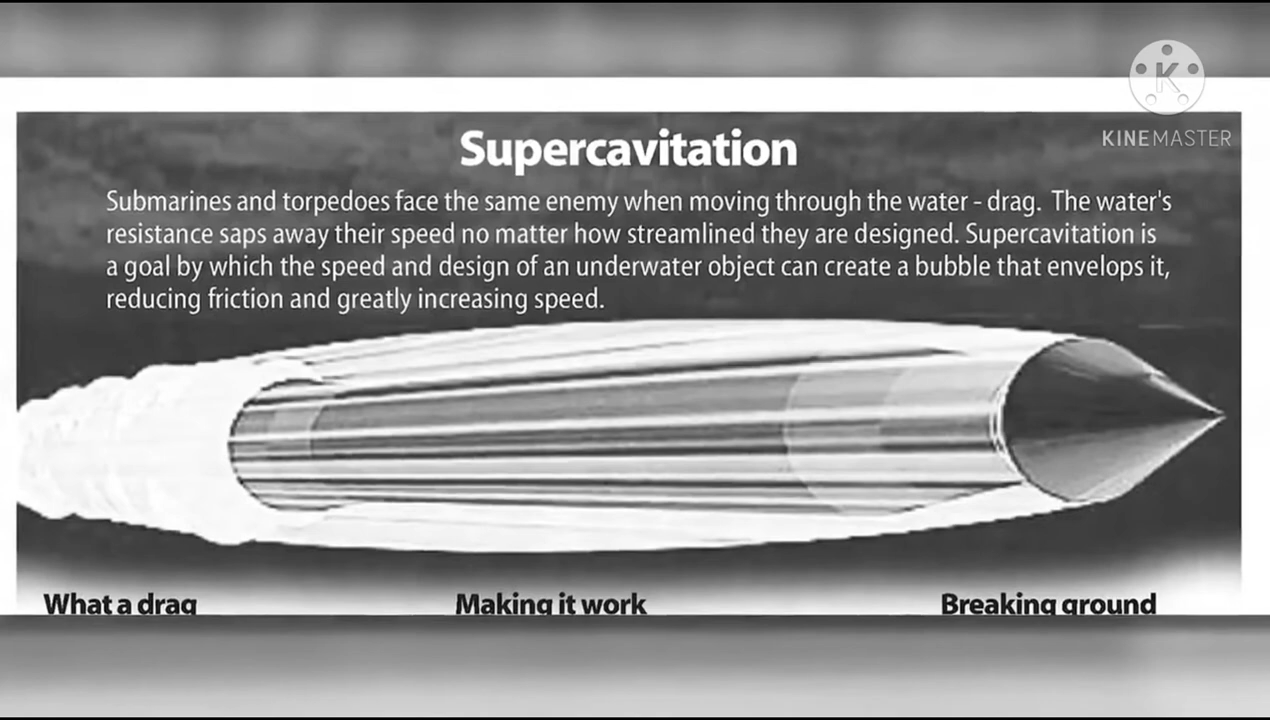 KINEMASTER
Supercavitation
Submarines and torpedoes face the same enemy when moving through the water - drag. The water's
resistance saps away their speed no matter how streamlined they are designed. Supercavitation is
a goal by which the speed and design of an underwater object can create a bubble that envelops it,
reducing friction and greatly increasing speed.
What a drag
Making it work
Breaking ground